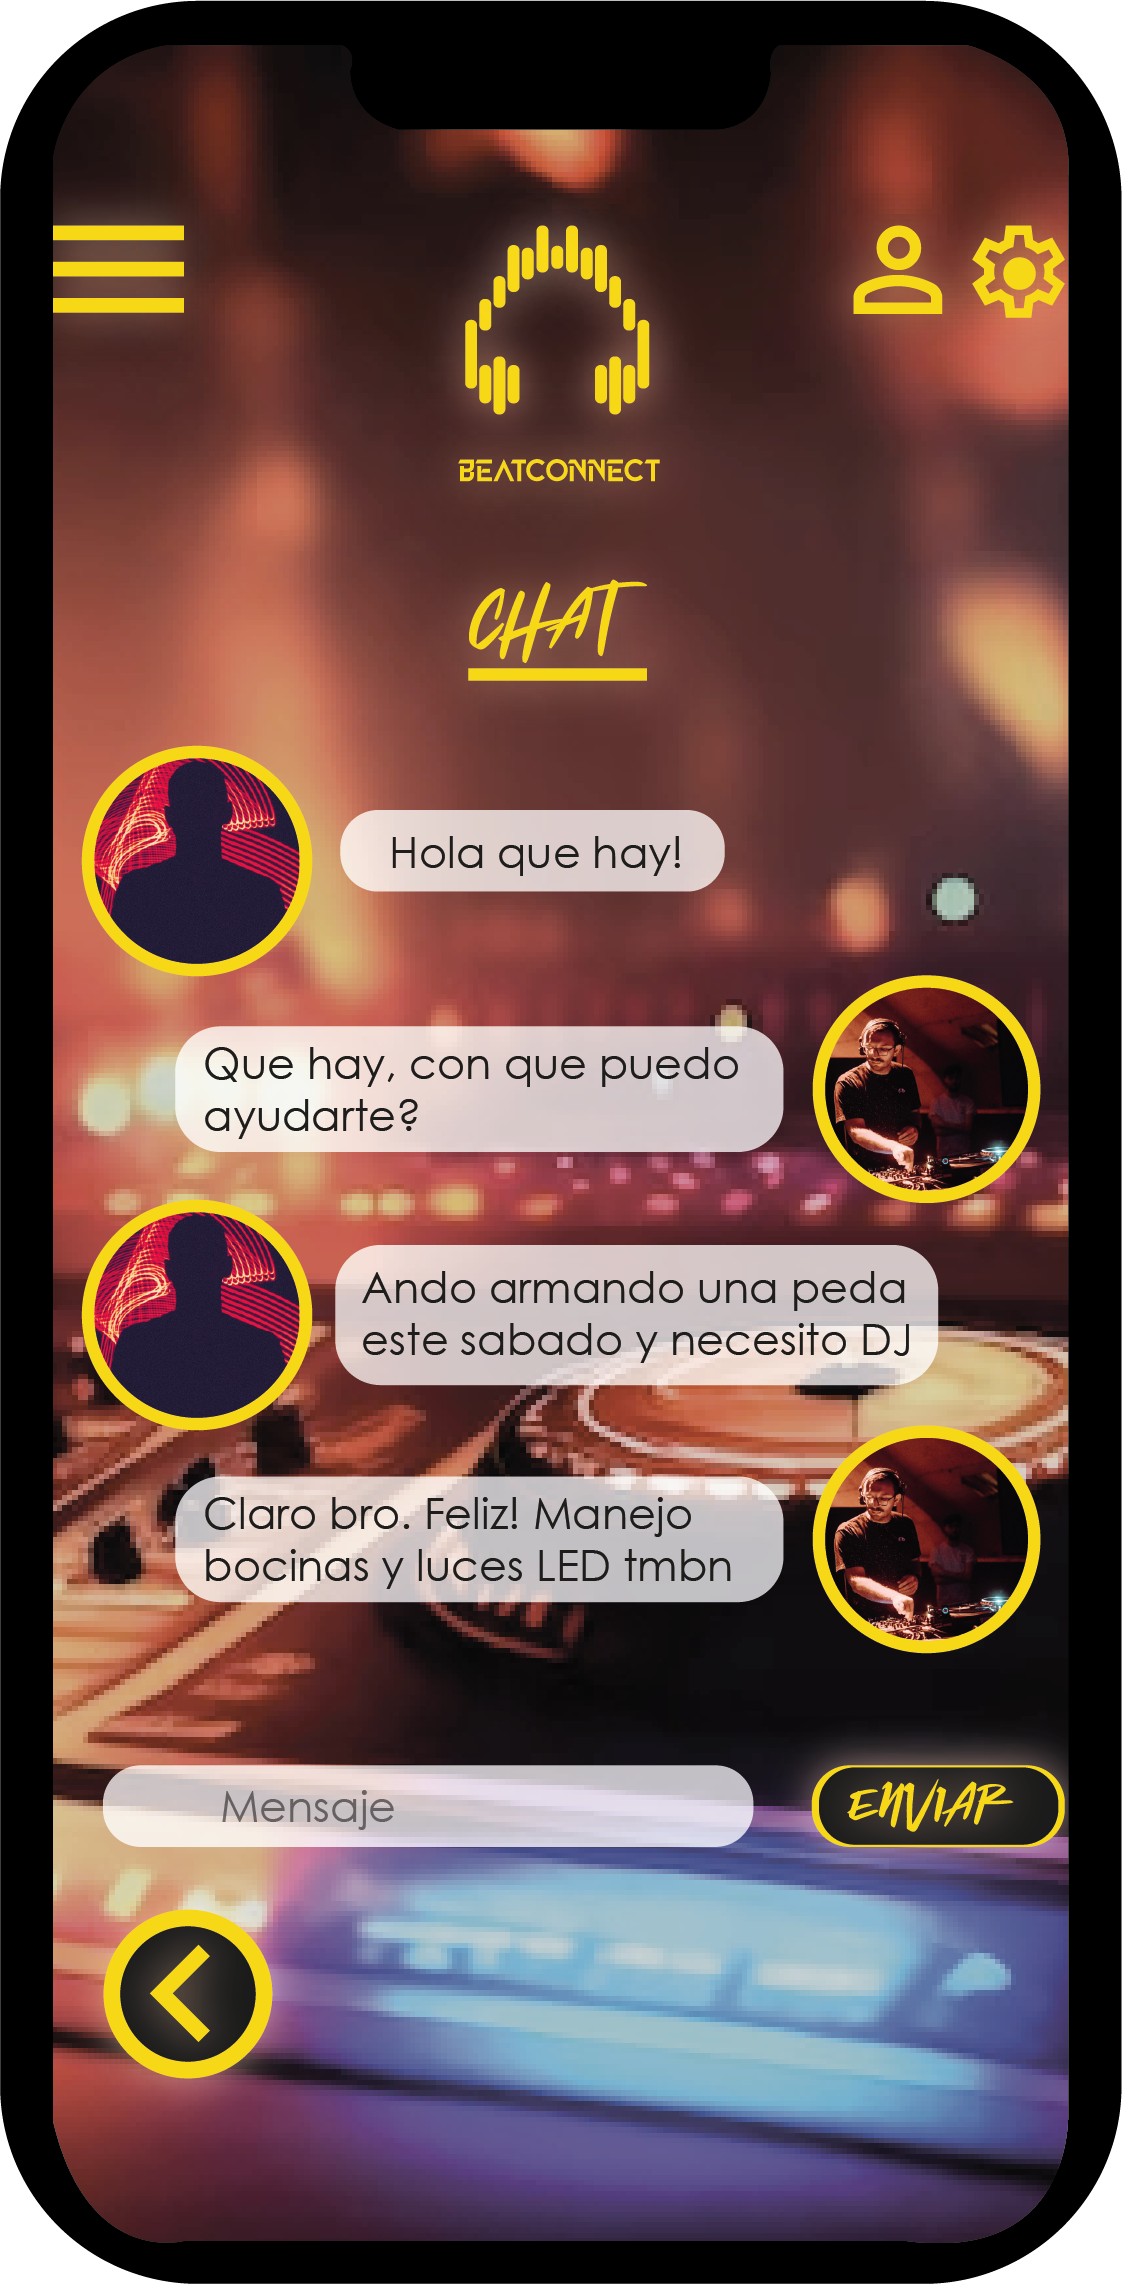 BEATCONNECT
CHAT
Hola que hay!
Que hay, con que puedo
ayudarte?
Ando armando una peda
este sabado y necesito DJ
Claro bro. Feliz! Manejo
bocinas y luces LED tmbn
Mensaje
ENVIAR